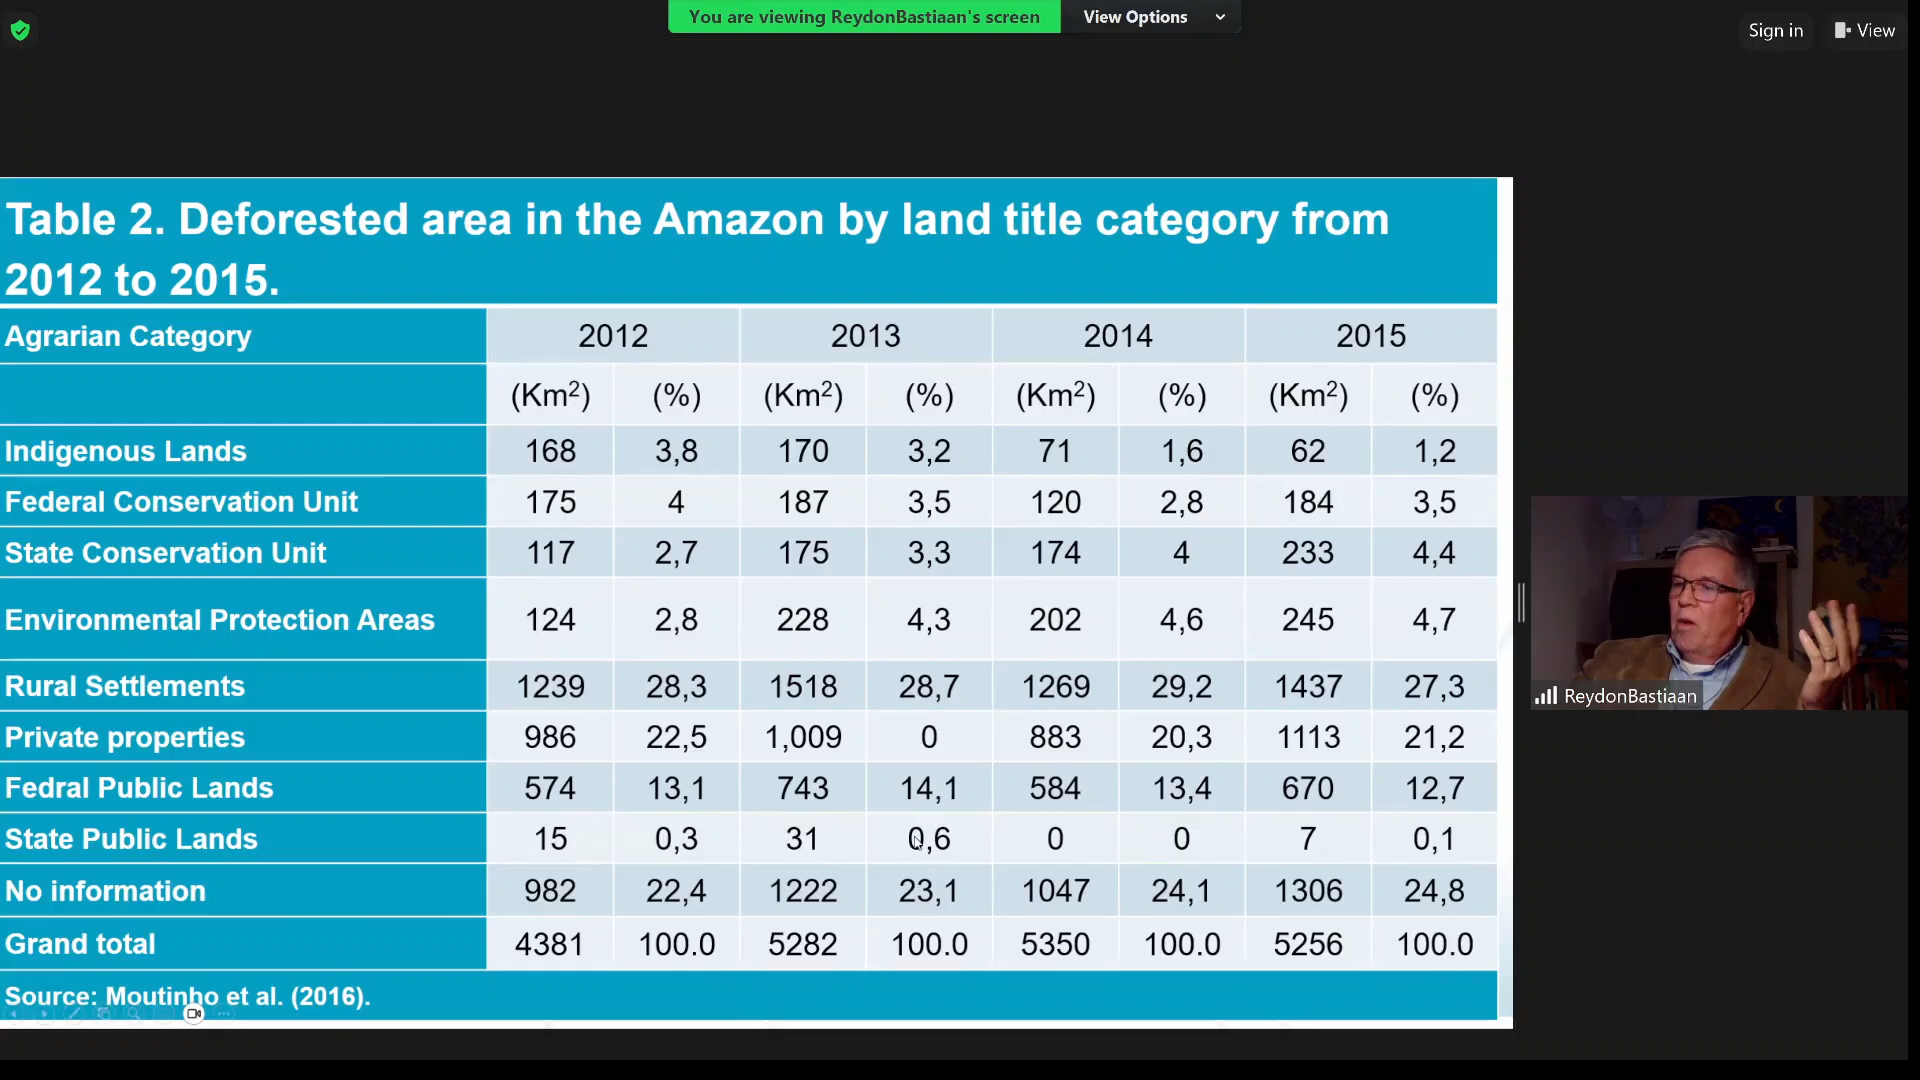 You are viewing ReydonBastiaan's screen View Options
Sign in View
Table 2. Deforested area in the Amazon by land title category from
2012 to 2015.
Agrarian Category 2012 2013 2014 2015
(Km²) (%) (Km²) (%) (Km²) (%) (Km²) (%)
Indigenous Lands 168 3,8 170 3,2 71 1,6 62 1,2
Federal Conservation Unit 175 4 187 3,5 120 2,8 184 3,5
State Conservation Unit 117 2,7 175 3,3 174 4 233 4,4
Environmental Protection Areas 124 2,8 228 4,3 202 4,6 245 4,7
Rural Settlements 1239 28,3 1518 28,7 1269 29,2 1437 27,3
Private properties 986 22,5 1,009 0 883 20,3 1113 21,2
Fedral Public Lands 574 13,1 743 14,1 584 13,4 670 12,7
State Public Lands 15 0,3 31 0,6 0 0 7 0,1
No information 982 22,4 1222 23,1 1047 24,1 1306 24,8
Grand total 4381 100.0 5282 100.0 5350 100.0 5256 100.0
Source: Moutinho et al. (2016).
ReydonBastiaan